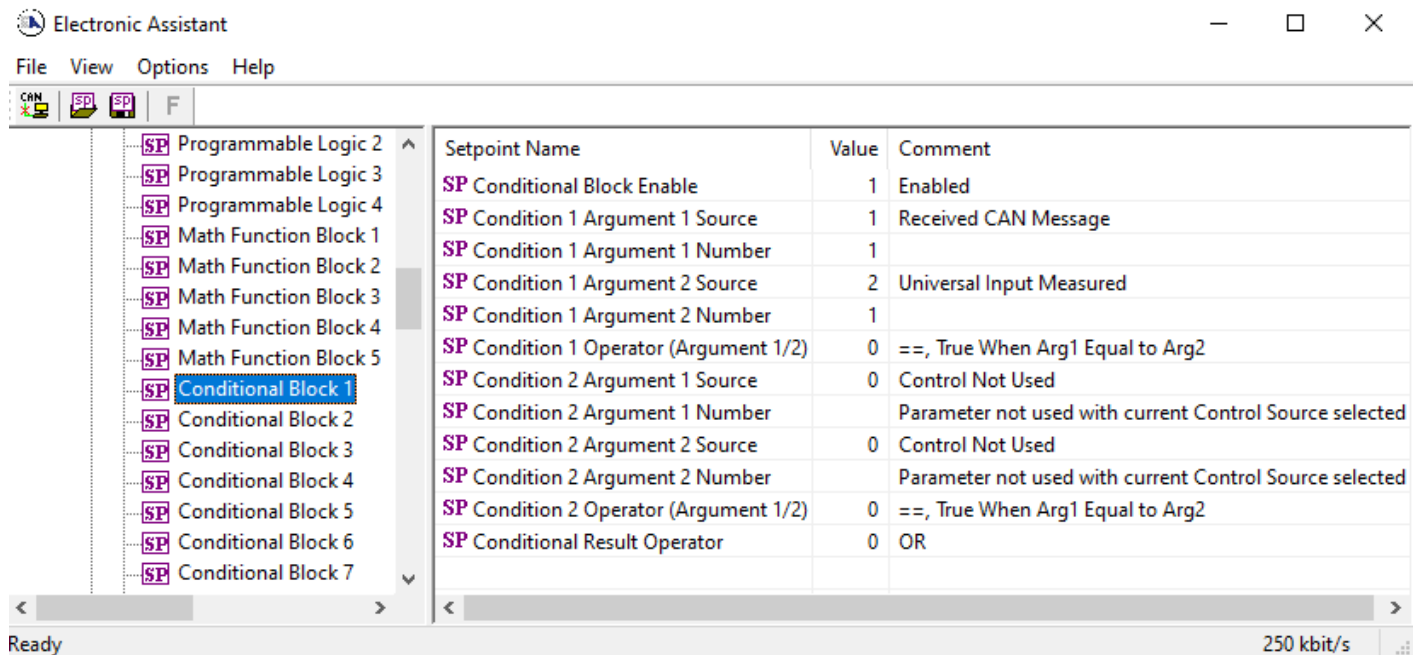 Electronic Assistant
File View Options Help
CAN SP SP F
SP Programmable Logic 2
SP Programmable Logic 3
SP Programmable Logic 4
SP Math Function Block 1
SP Math Function Block 2
SP Math Function Block 3
SP Math Function Block 4
SP Math Function Block 5
SP Conditional Block 1
SP Conditional Block 2
SP Conditional Block 3
SP Conditional Block 4
SP Conditional Block 5
SP Conditional Block 6
SP Conditional Block 7
Setpoint Name Value Comment
SP Conditional Block Enable 1 Enabled
SP Condition 1 Argument 1 Source 1 Received CAN Message
SP Condition 1 Argument 1 Number 1
SP Condition 1 Argument 2 Source 2 Universal Input Measured
SP Condition 1 Argument 2 Number 1
SP Condition 1 Operator (Argument 1/2) 0 ==, True When Arg1 Equal to Arg2
SP Condition 2 Argument 1 Source 0 Control Not Used
SP Condition 2 Argument 1 Number Parameter not used with current Control Source selected
SP Condition 2 Argument 2 Source 0 Control Not Used
SP Condition 2 Argument 2 Number Parameter not used with current Control Source selected
SP Condition 2 Operator (Argument 1/2) 0 ==, True When Arg1 Equal to Arg2
SP Conditional Result Operator 0 OR
Ready 250 kbit/s